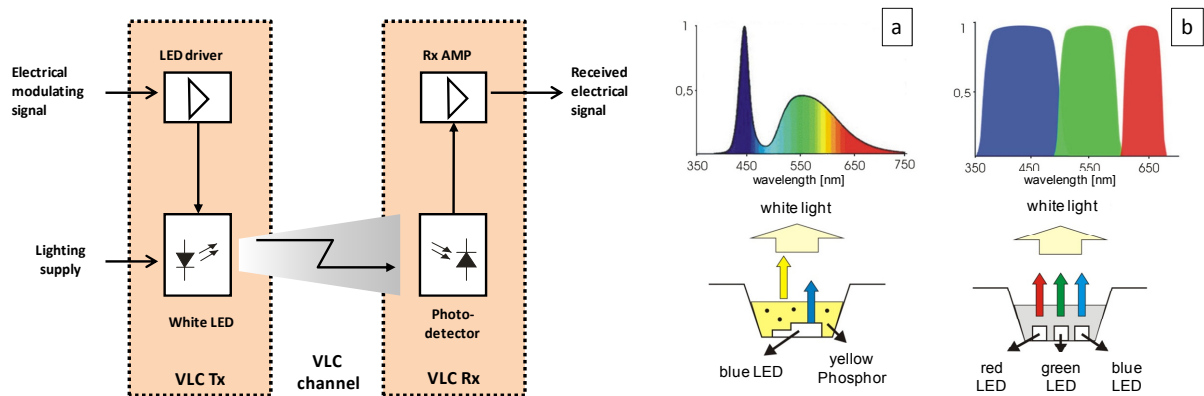 LED driver
Electrical
modulating
signal
Lighting
supply
White LED
VLC Tx
VLC
channel
Rx AMP
Received
electrical
signal
Photo-
detector
VLC Rx
a
1
0,5
350
450
550
650
750
wavelength [nm]
white light
blue LED
yellow
Phosphor
b
1
0,5
350
450
550
650
wavelength [nm]
white light
red
LED
green
LED
blue
LED